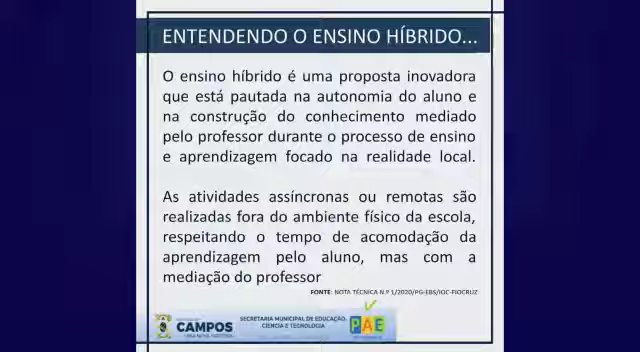 ENTENDENDO O ENSINO HÍBRIDO...
O ensino híbrido é uma proposta inovadora
que está pautada na autonomia do aluno e
na construção do conhecimento mediado
pelo professor durante o processo de ensino
e aprendizagem focado na realidade local.
As atividades assíncronas ou remotas são
realizadas fora do ambiente físico da escola,
respeitando o tempo de acomodação da
aprendizagem pelo aluno, mas com a
mediação do professor
FONTE: NOTA TÉCNICA N.º 1/2020/PG-EBS/IOC-FIOCRUZ
CAMPOS
SECRETARIA MUNICIPAL DE EDUCAÇÃO,
CIÊNCIA E TECNOLOGIA
PAE